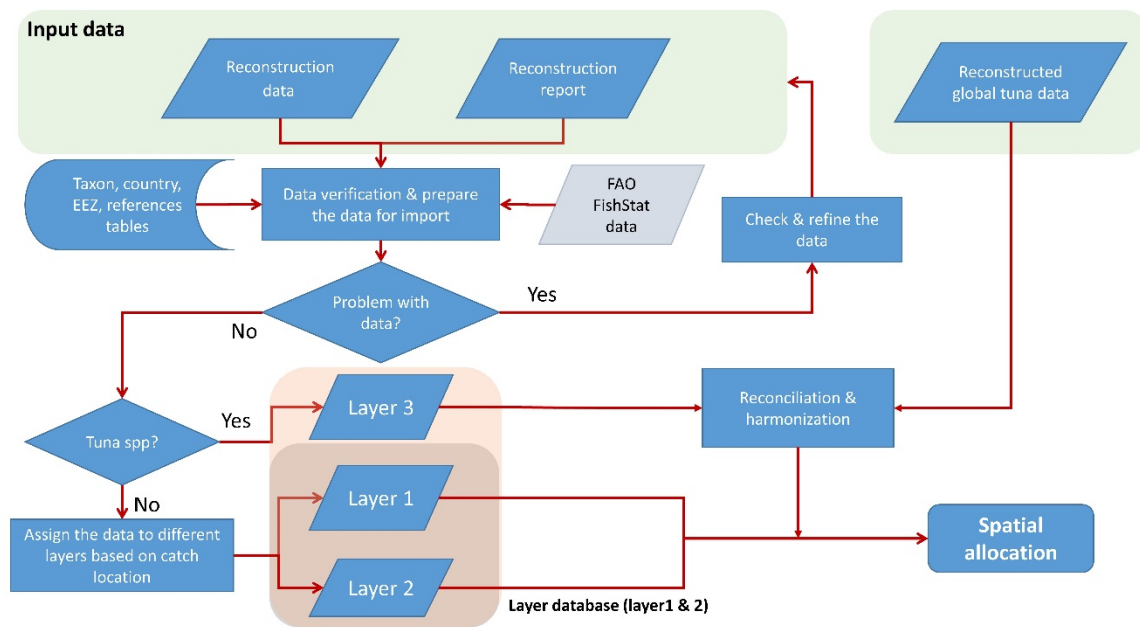 Input data
Reconstruction
data
Reconstruction
report
Reconstructed
global tuna data
Taxon, country,
EEZ, references
tables
Data verification & prepare
the data for import
FAO
FishStat
data
Check & refine the
data
Problem with
data?
Yes
No
Tuna spp?
Yes
Layer 3
Reconciliation &
harmonization
No
Layer 1
Assign the data to different
layers based on catch
location
Spatial
allocation
Layer 2
Layer database (layer1 & 2)